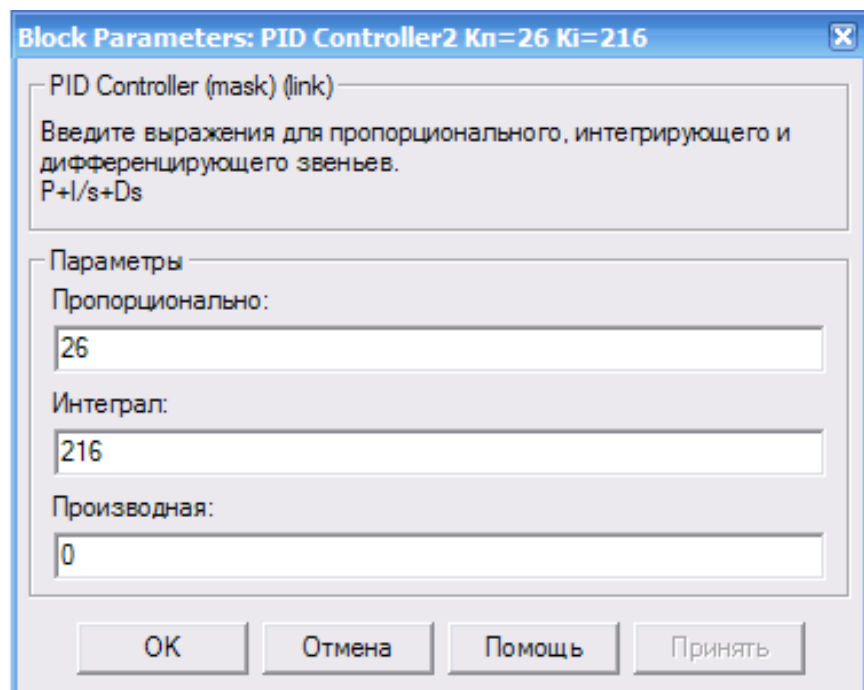 Block Parameters: PID Controller2 Kn=26 Ki=216
PID Controller (mask) (link)
Введите выражения для пропорционального, интегрирующего и
дифференцирующего звеньев.
P+I/s+Ds
Параметры
Пропорционально:
26
Интеграл:
216
Производная:
0
OK Отмена Помощь Принять